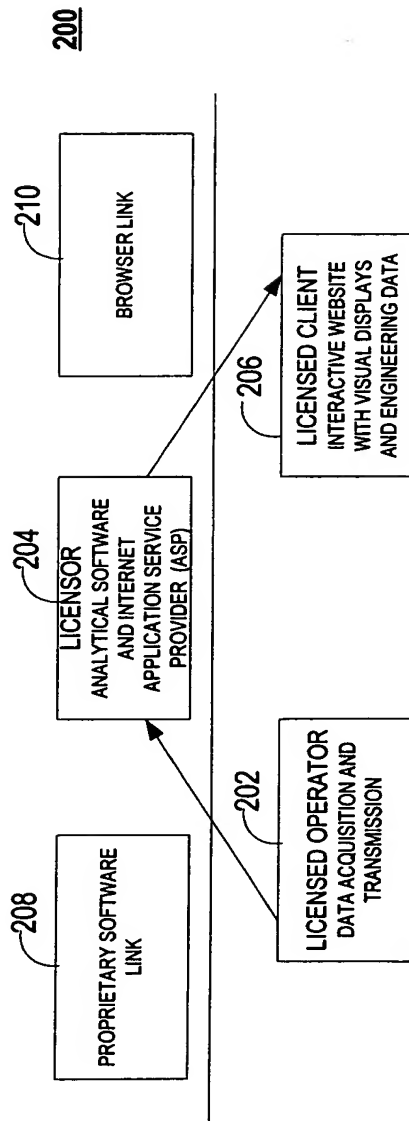 200
208
PROPRIETARY SOFTWARE
LINK
204
LICENSOR
ANALYTICAL SOFTWARE
AND INTERNET
APPLICATION SERVICE
PROVIDER (ASP)
210
BROWSER LINK
202
LICENSED OPERATOR
DATA ACQUISITION AND
TRANSMISSION
206
LICENSED CLIENT
INTERACTIVE WEBSITE
WITH VISUAL DISPLAYS
AND ENGINEERING DATA